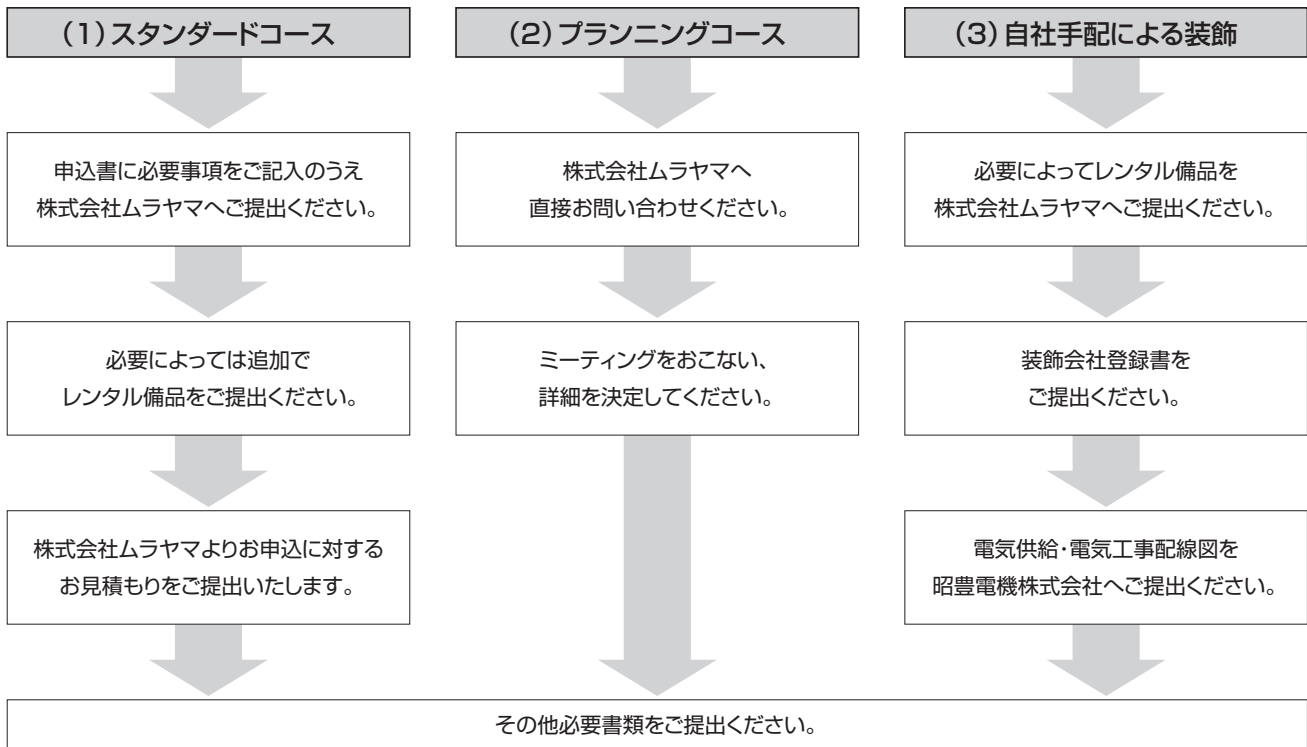 (1)スタンダードコース
申込書に必要事項をご記入のうえ
株式会社ムラヤマへご提出ください。
必要によっては追加で
レンタル備品をご提出ください。
株式会社ムラヤマよりお申込に対する
お見積もりをご提出いたします。
(2)プランニングコース
株式会社ムラヤマへ
直接お問い合わせください。
ミーティングをおこない、
詳細を決定してください。
(3)自社手配による装飾
必要によってレンタル備品を
株式会社ムラヤマへご提出ください。
装飾会社登録書を
ご提出ください。
電気供給・電気工事配線図を
昭豊電機株式会社へご提出ください。
その他必要書類をご提出ください。